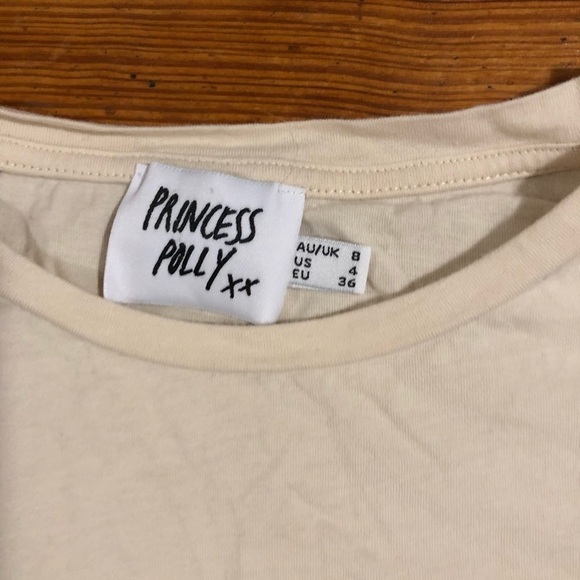 PRINCESS
POLLY xx
AU/UK 8
US 4
EU 36